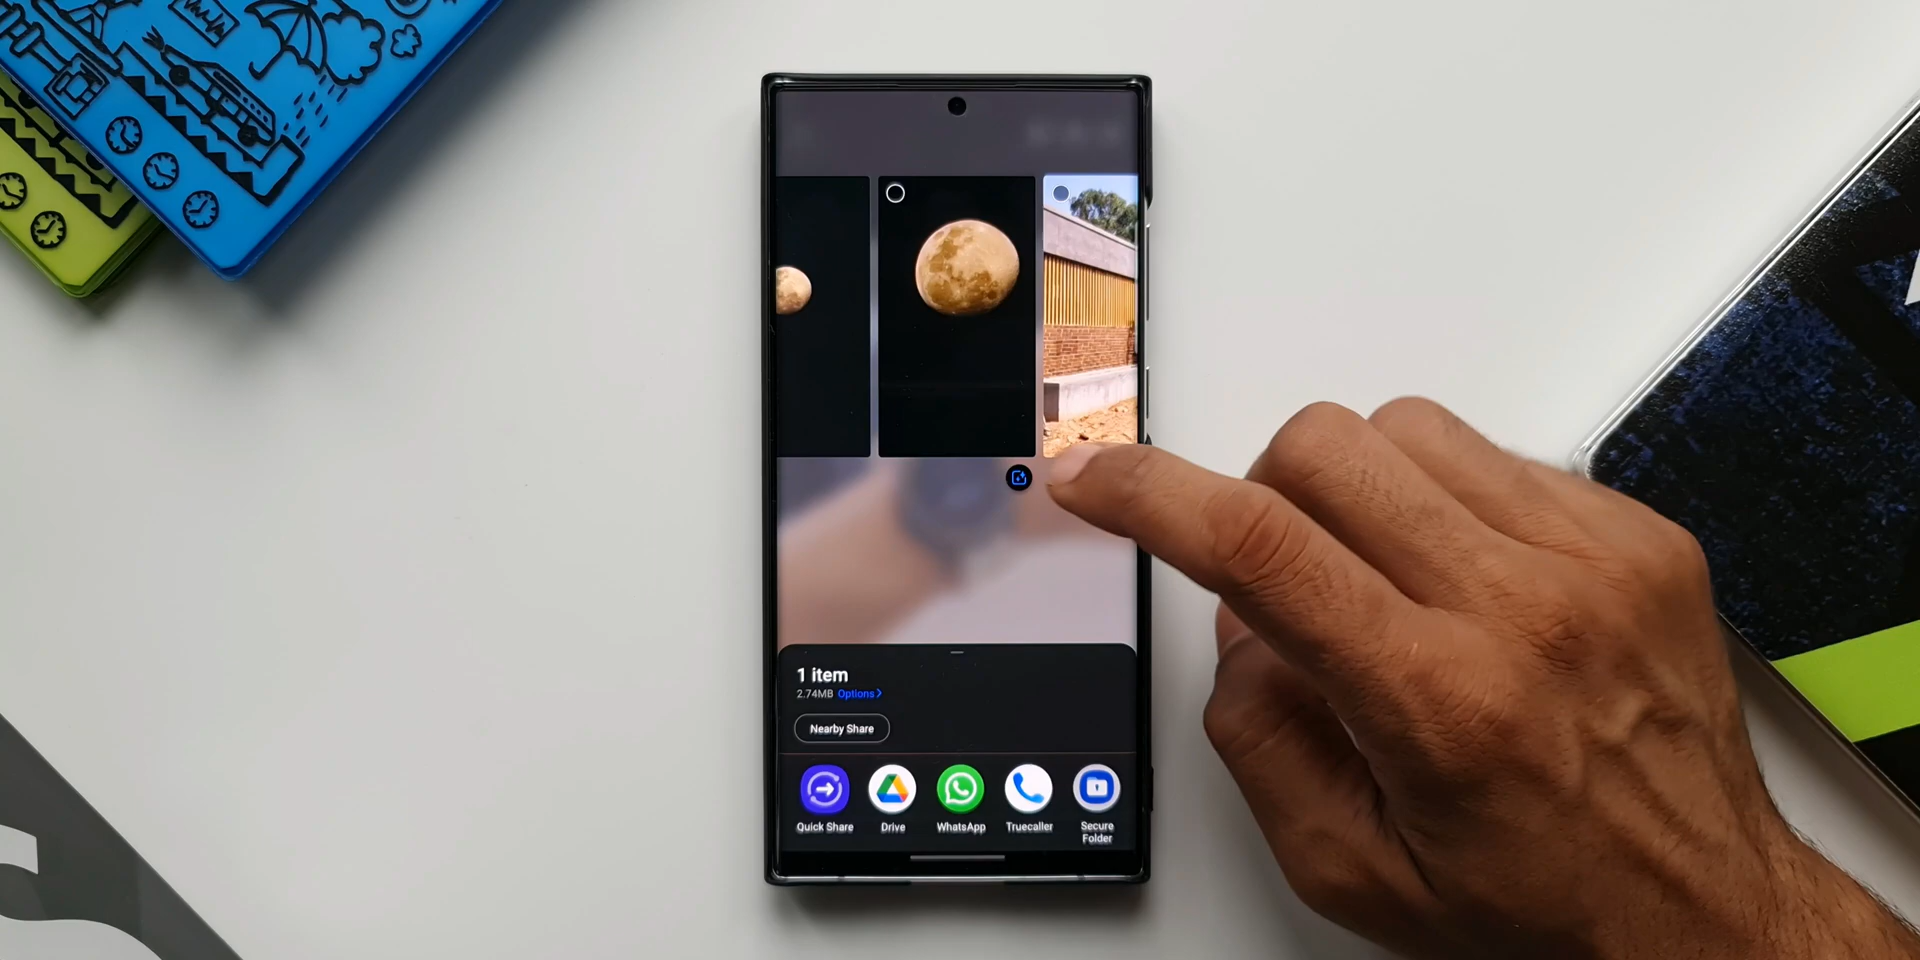 1 item
2.74MB Options >
Nearby Share
Quick Share
Drive
WhatsApp
Truecaller
Secure
Folder